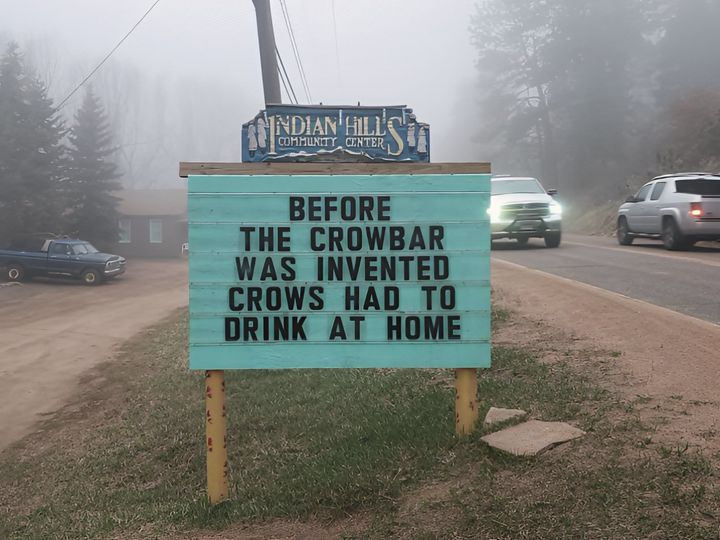 INDIAN HILLS
COMMUNITY CENTER
BEFORE
THE CROWBAR
WAS INVENTED
CROWS HAD TO
DRINK AT HOME